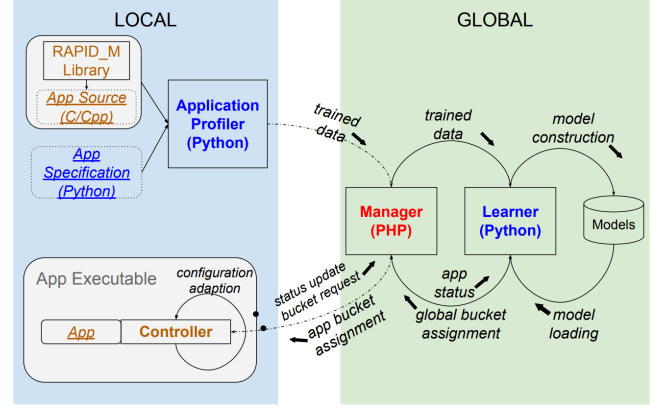 LOCAL
GLOBAL
RAPID_M
Library
App Source
(C/Cpp)
Application
Profiler
(Python)
App
Specification
(Python)
trained
data
trained
data
model
construction
Manager
(PHP)
Learner
(Python)
Models
App Executable
configuration
adaption
App
Controller
status update
bucket request
app bucket
assignment
app
status
global bucket
assignment
model
loading